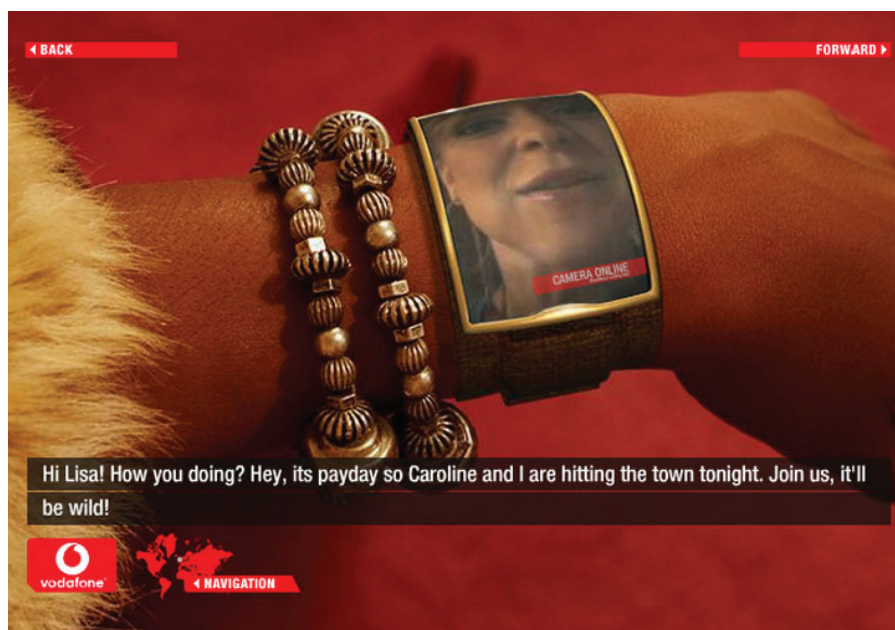 BACK
FORWARD
CAMERA ONLINE
Hi Lisa! How you doing? Hey, its payday so Caroline and I are hitting the town tonight. Join us, it'll
be wild!
vodafone
NAVIGATION